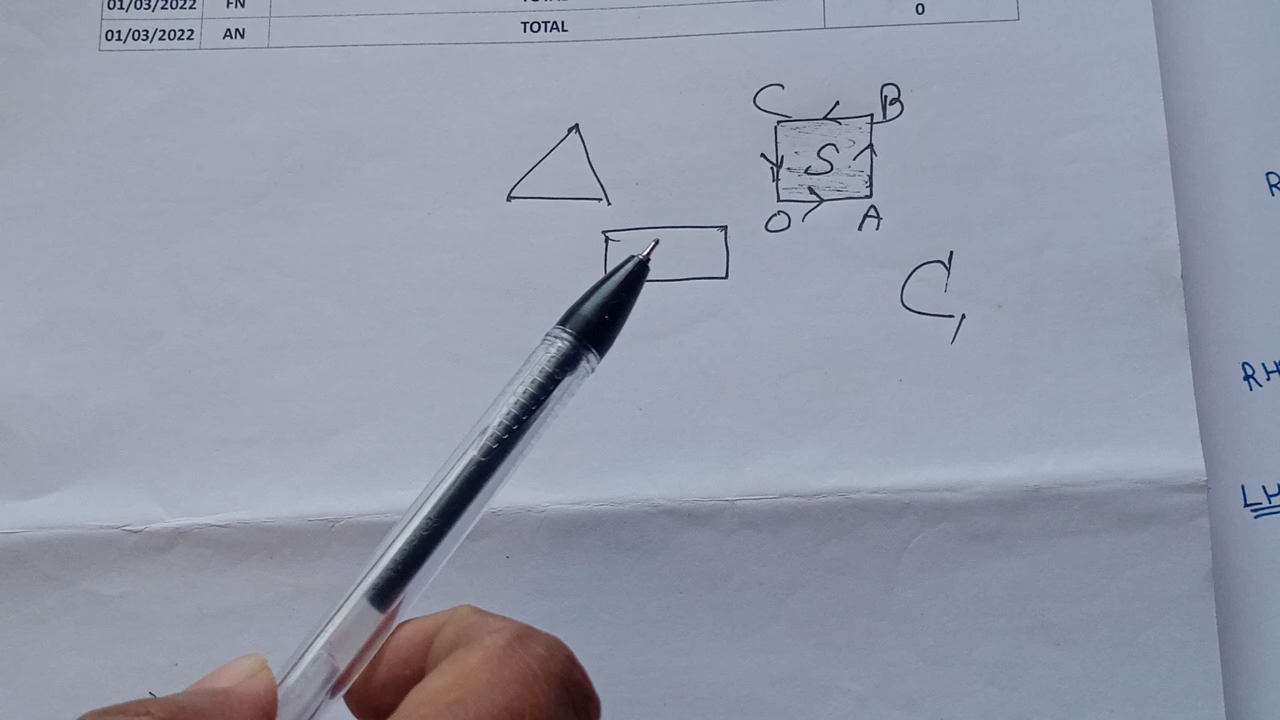 01/03/2022 FN
0
01/03/2022 AN TOTAL
C B
S
O A
C,
R
RH
LH